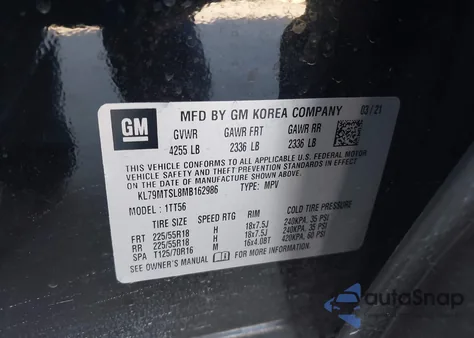 GM
MFD BY GM KOREA COMPANY 03/21
GVWR GAWR FRT GAWR RR
4255 LB 2336 LB 2336 LB
THIS VEHICLE CONFORMS TO ALL APPLICABLE U.S. FEDERAL MOTOR
VEHICLE SAFETY, BUMPER, AND THEFT PREVENTION STANDARDS IN
EFFECT ON THE DATE OF MANUFACTURE SHOWN ABOVE.
KL79MTSL8MB162986 TYPE: MPV
MODEL: 1TT56
TIRE SIZE SPEED RTG RIM COLD TIRE PRESSURE
FRT 225/55R18 H 18x7.5J 240KPA, 35 PSI
RR 225/55R18 H 18x7.5J 240KPA, 35 PSI
SPA T125/70R16 M 16x4.0BT 420KPA, 60 PSI
SEE OWNER'S MANUAL FOR MORE INFORMATION.
autoSnap